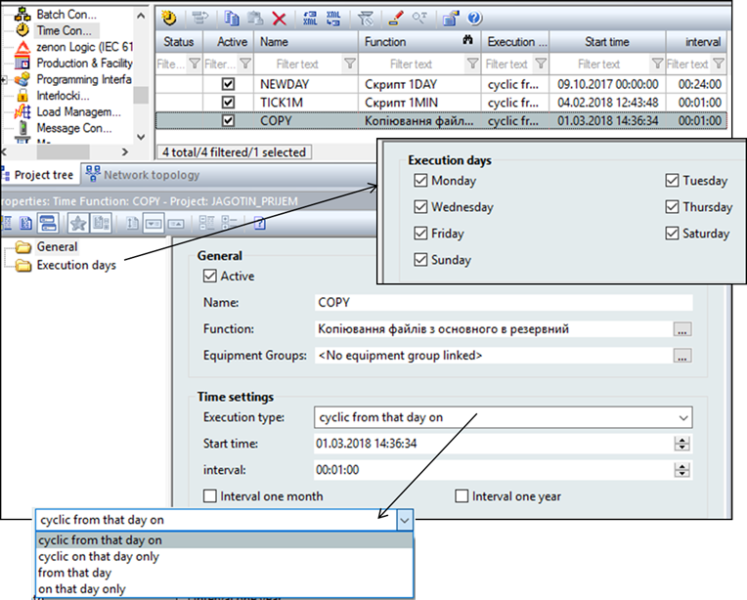 Batch Con...
Time Con...
zenon Logic (IEC 61
Production & Facility
Programming Interfa
Interlocki...
Load Managem...
Message Con...
Status Active Name Function Execution ... Start time interval
Filte... Filter... Filter text Filter text Filter text Filter text Filter text
NEWDAY Скрипт 1DAY cyclic fr... 09.10.2017 00:00:00 00:24:00
TICK1M Скрипт 1MIN cyclic fr... 04.02.2018 12:43:48 00:01:00
COPY Копіювання файл... cyclic fr... 01.03.2018 14:36:34 00:01:00
4 total/4 filtered/1 selected
Project tree Network topology
roperties: Time Function: COPY - Project: JAGOTIN_PRIJEM
General
Execution days
Execution days
Monday Tuesday
Wednesday Thursday
Friday Saturday
Sunday
General
Active
Name: COPY
Function: Копіювання файлів з основного в резервний ...
Equipment Groups: <No equipment group linked> ...
Time settings
Execution type: cyclic from that day on
Start time: 01.03.2018 14:36:34
interval: 00:01:00
Interval one month Interval one year
cyclic from that day on
cyclic from that day on
cyclic on that day only
from that day
on that day only